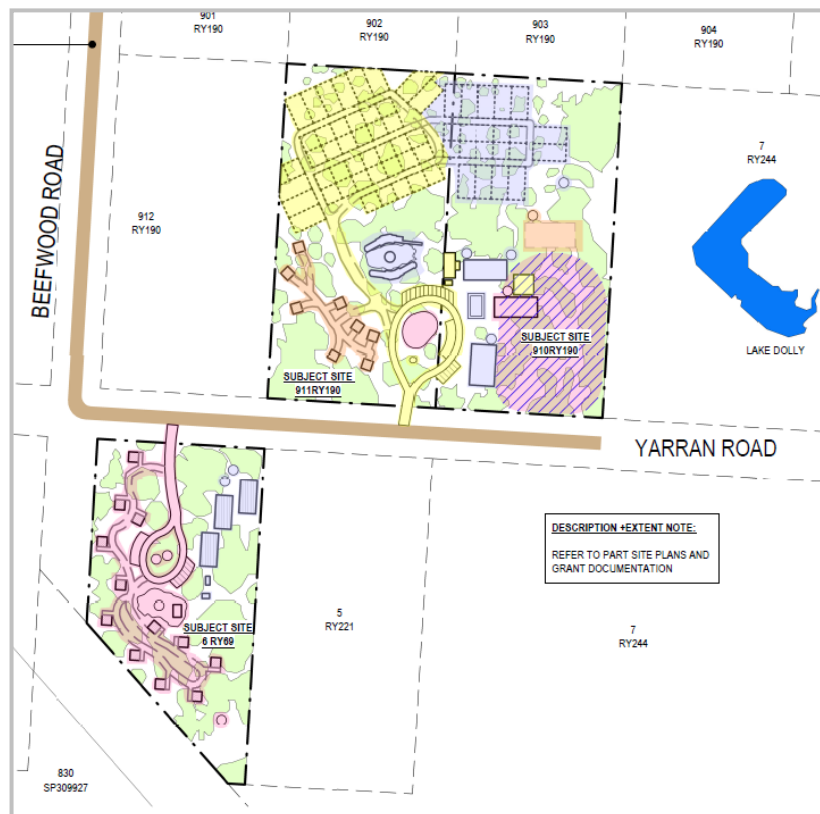 901
RY190
902
RY190
903
RY190
904
RY190
BEEFWOOD ROAD
912
RY190
7
RY244
LAKE DOLLY
SUBJECT SITE
910RY190
SUBJECT SITE
911RY190
YARRAN ROAD
DESCRIPTION +EXTENT NOTE:
REFER TO PART SITE PLANS AND
GRANT DOCUMENTATION
SUBJECT SITE
6 RY69
5
RY221
7
RY244
830
SP309927